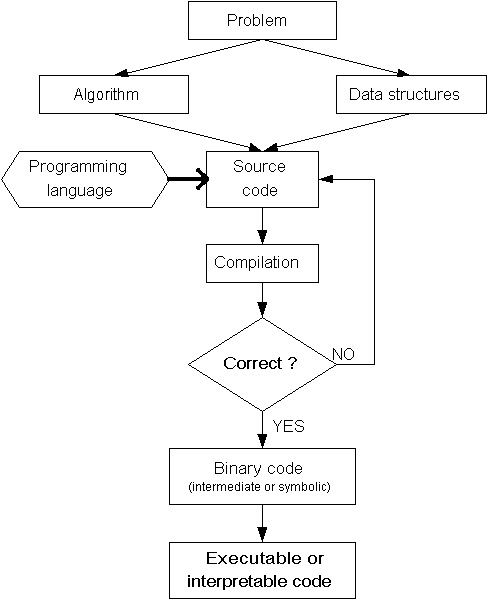 Problem
Algorithm
Data structures
Programming
language
Source
code
Compilation
Correct ?
NO
YES
Binary code
(intermediate or symbolic)
Executable or
interpretable code